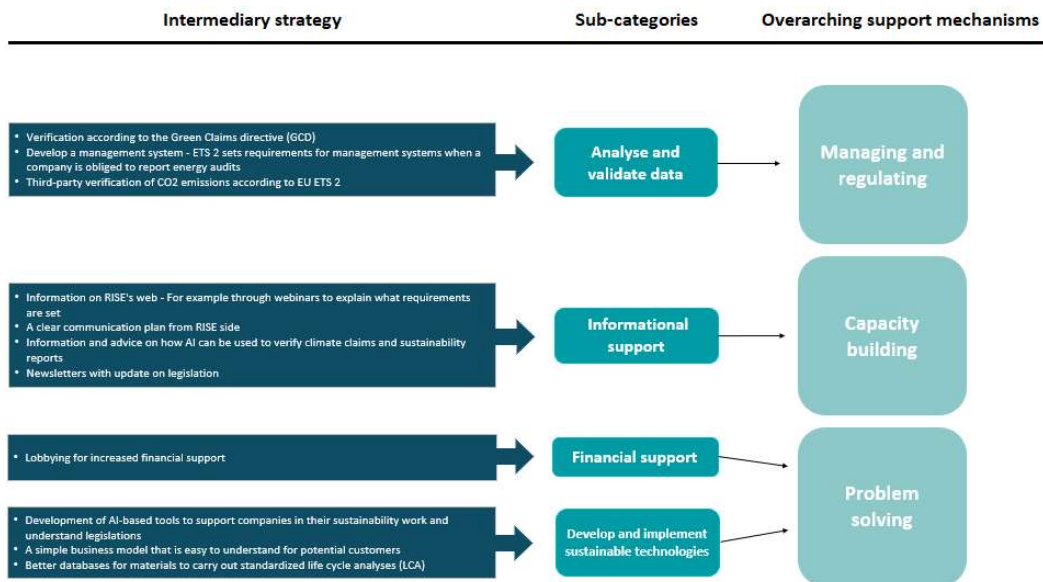 Intermediary strategy
Sub-categories
Overarching support mechanisms
• Verification according to the Green Claims directive (GCD)
• Develop a management system - ETS 2 sets requirements for management systems when a
company is obliged to report energy audits
• Third-party verification of CO2 emissions according to EU ETS 2
Analyse and
validate data
Managing and
regulating
• Information on RISE's web - For example through webinars to explain what requirements
are set
• A clear communication plan from RISE side
• Information and advice on how AI can be used to verify climate claims and sustainability
reports
• Newsletters with update on legislation
Informational
support
Capacity
building
• Lobbying for increased financial support
Financial support
• Development of AI-based tools to support companies in their sustainability work and
understand legislations
• A simple business model that is easy to understand for potential customers
• Better databases for materials to carry out standardized life cycle analyses (LCA)
Develop and implement
sustainable technologies
Problem
solving